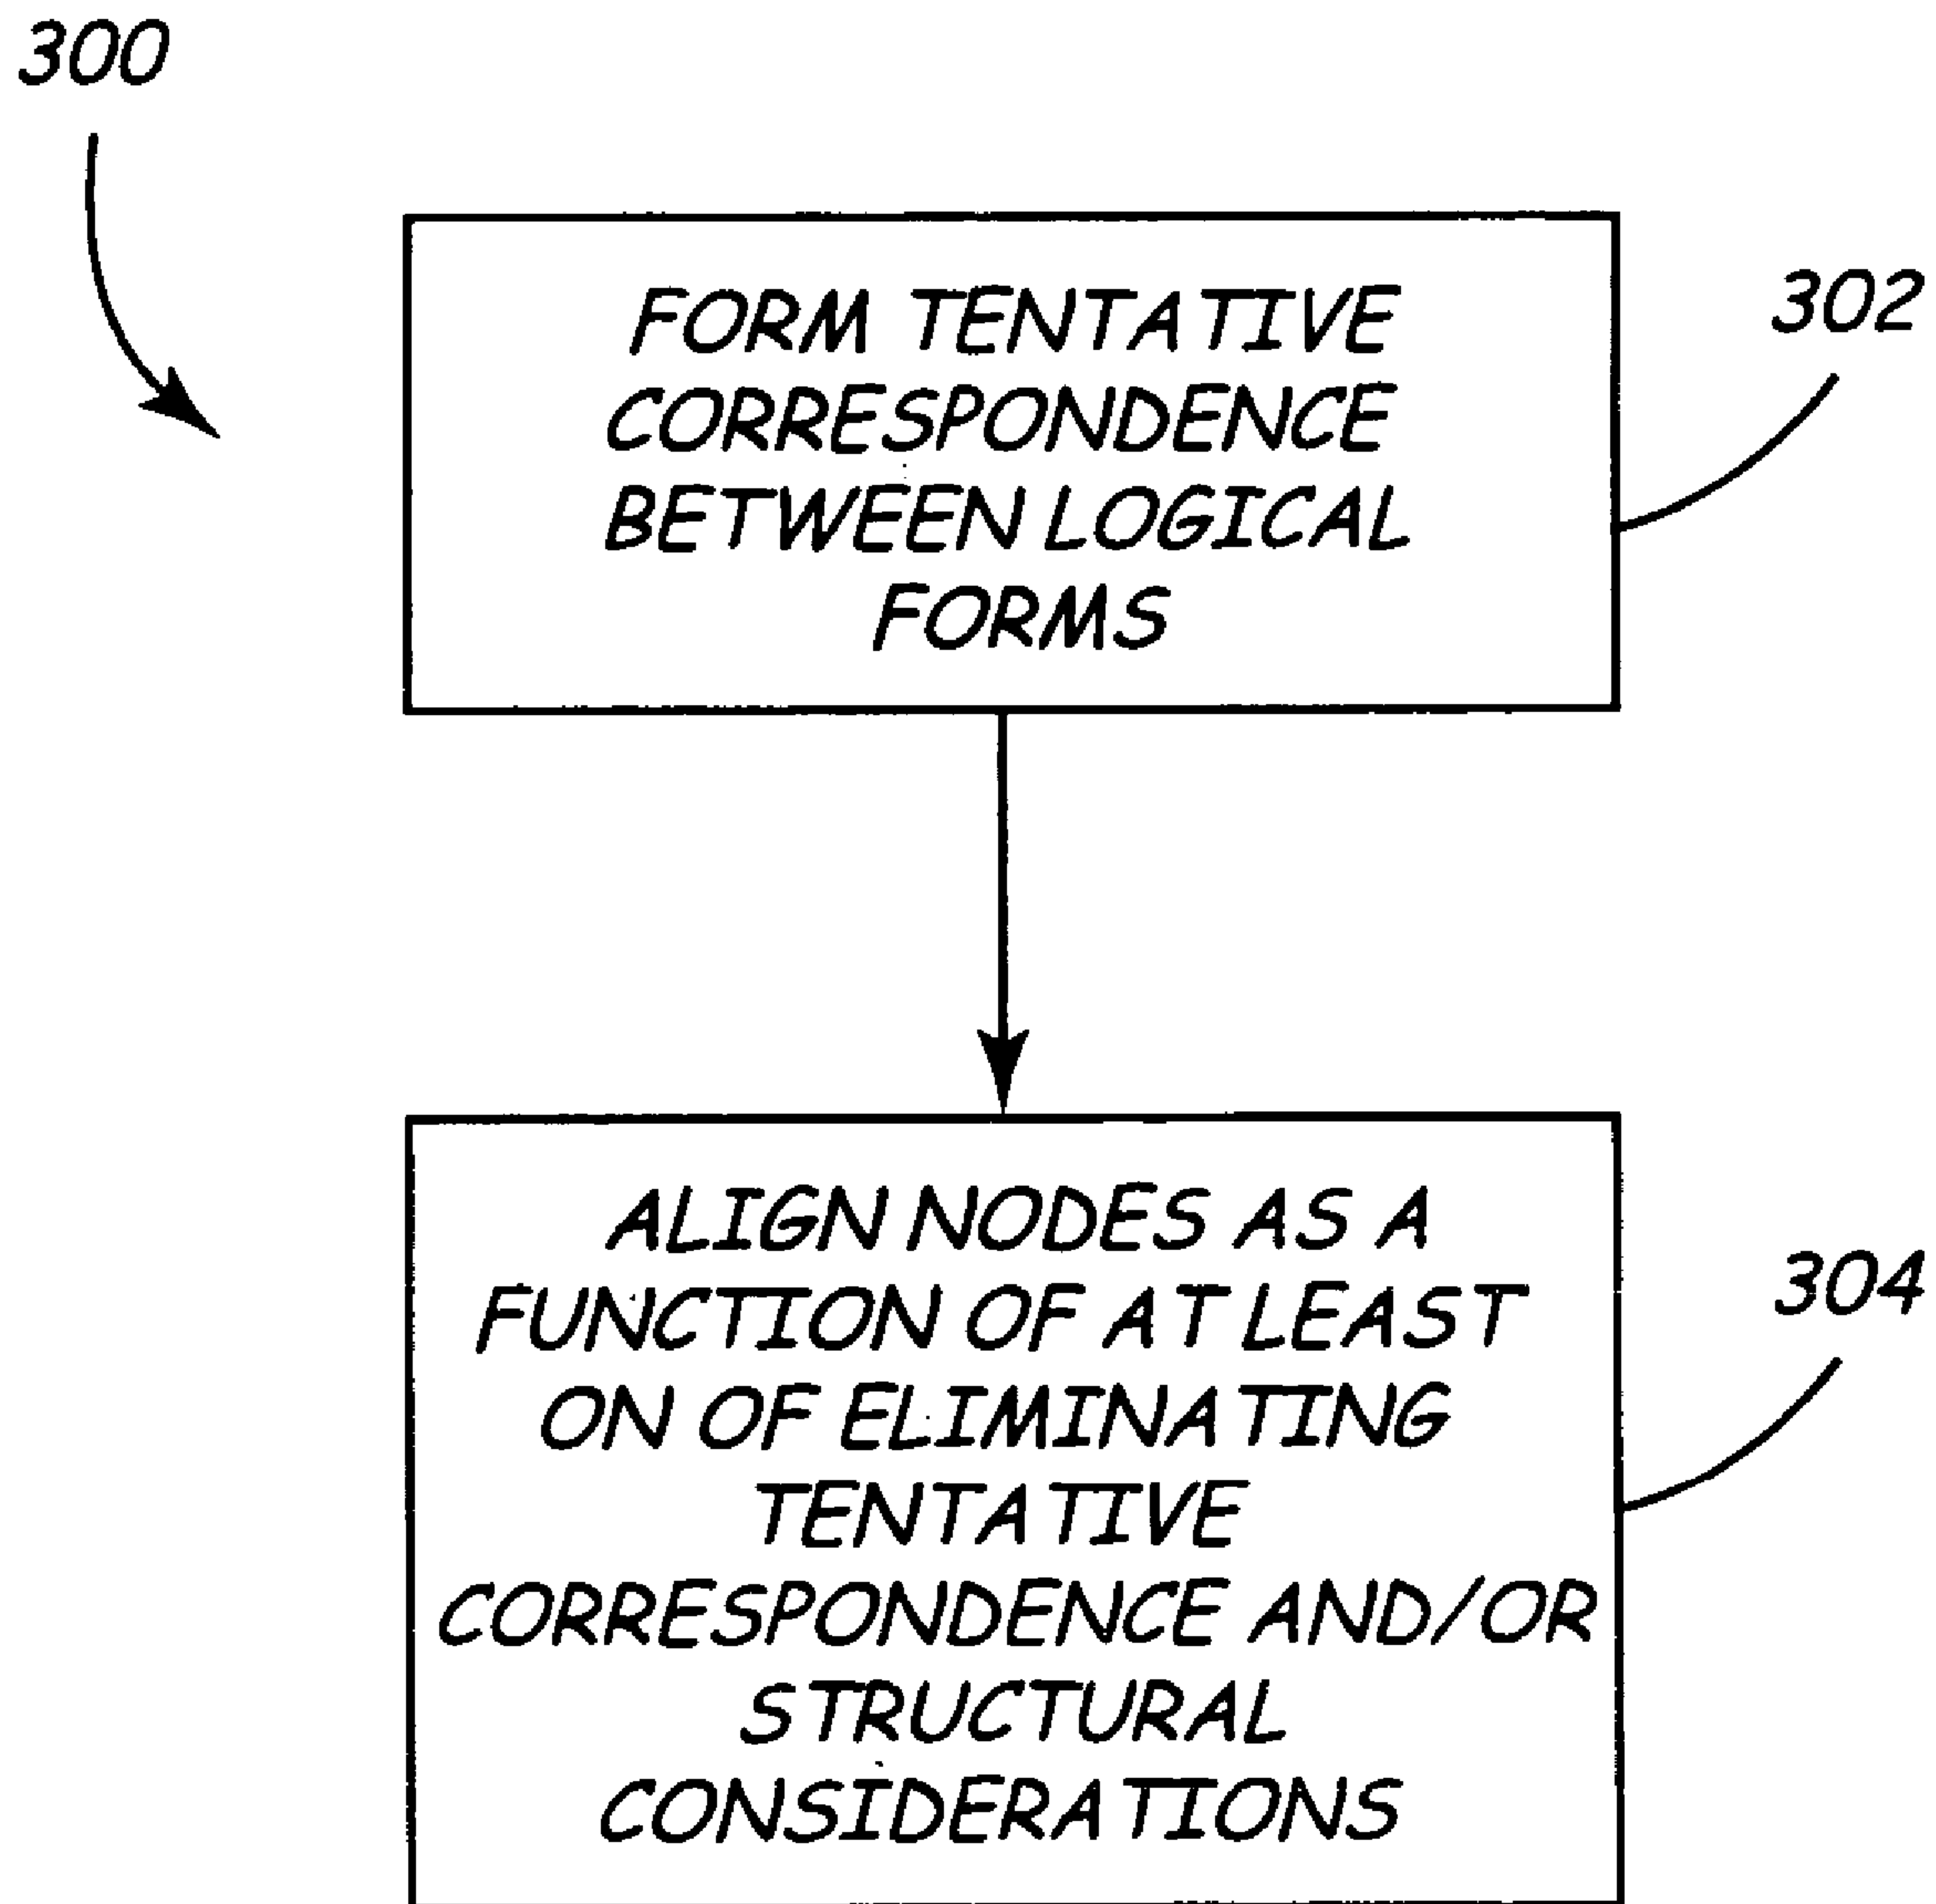 300
FORM TENTATIVE
CORRESPONDENCE
BETWEEN LOGICAL
FORMS
302
ALIGN NODES AS A
FUNCTION OF AT LEAST
ON OF ELIMINATING
TENTATIVE
CORRESPONDENCE AND/OR
STRUCTURAL
CONSIDERATIONS
304